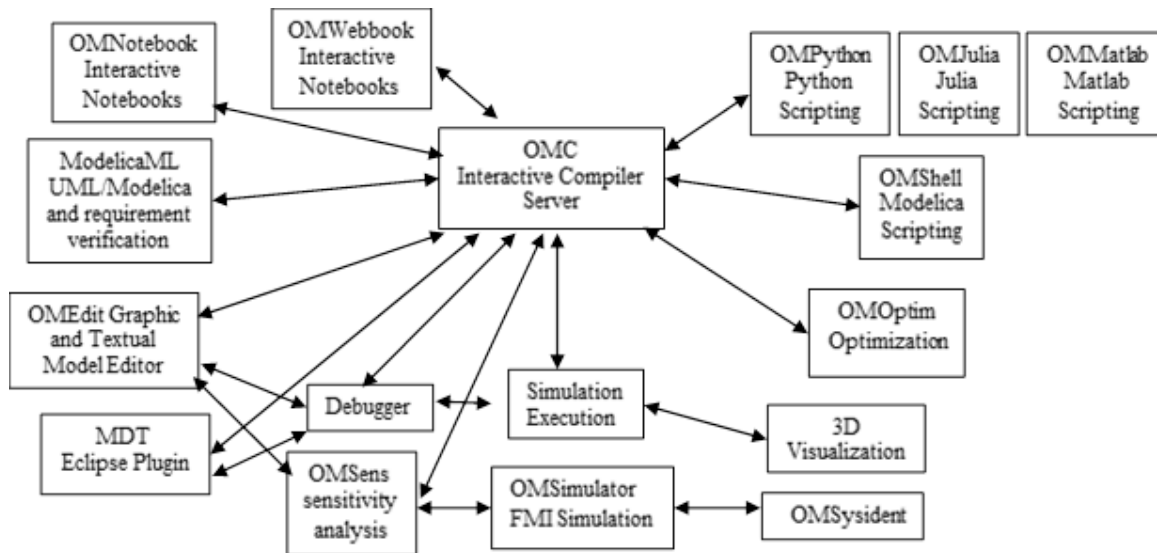 OMNotebook
Interactive
Notebooks
OMWebbook
Interactive
Notebooks
OMPython
Python
Scripting
OMJulia
Julia
Scripting
OMMatlab
Matlab
Scripting
OMC
Interactive Compiler
Server
ModelicaML
UML/Modelica
and requirement
verification
OMShell
Modelica
Scripting
OMEdit Graphic
and Textual
Model Editor
OMOptim
Optimization
Debugger
Simulation
Execution
MDT
Eclipse Plugin
3D
Visualization
OMSens
sensitivity
analysis
OMSimulator
FMI Simulation
OMSysident